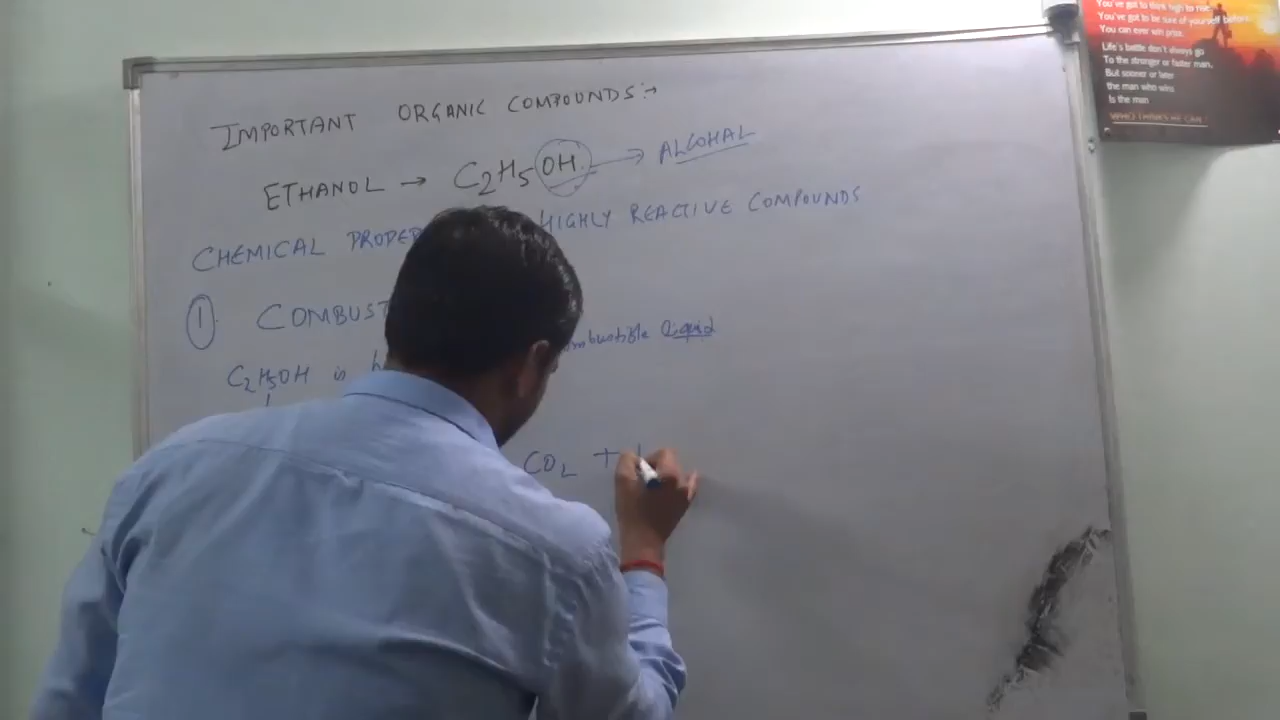 You've got to think high to rise.
You've got to be sure of yourself before
You can ever win prize.
Life's battle don't always go
To the stronger or faster man,
But sooner or later
the man who wins
Is the man
WHO THINKS HE CAN!
IMPORTANT ORGANIC COMPOUNDS:→
ETHANOL → C2H5OH → ALCOHAL
CHEMICAL PROPER HIGHLY REACTIVE COMPOUNDS
1 COMBUST
C2H5OH is h ombustible liquid
CO2 +